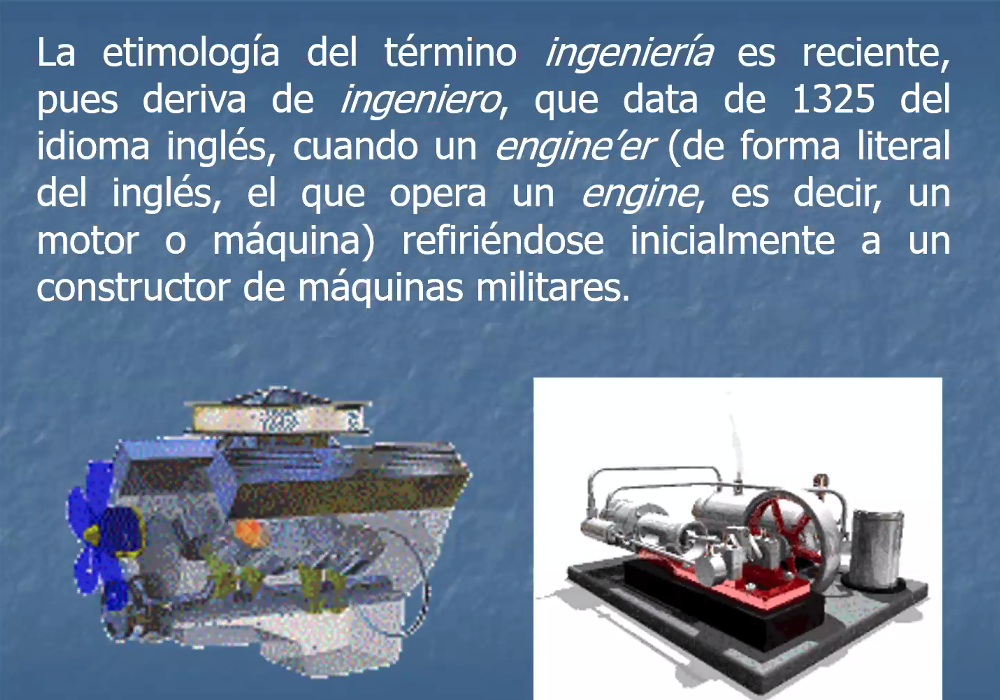 La etimología del término ingeniería es reciente,
pues deriva de ingeniero, que data de 1325 del
idioma inglés, cuando un engine’er (de forma literal
del inglés, el que opera un engine, es decir, un
motor o máquina) refiriéndose inicialmente a un
constructor de máquinas militares.